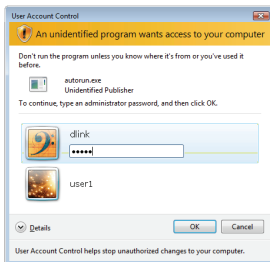 User Account Control
An unidentified program wants access to your computer
Don't run the program unless you know where it's from or you've used it
before.
autorun.exe
Unidentified Publisher
To continue, type an administrator password, and then click OK.
dlink
•••••
user1
Details
OK
Cancel
User Account Control helps stop unauthorized changes to your computer.